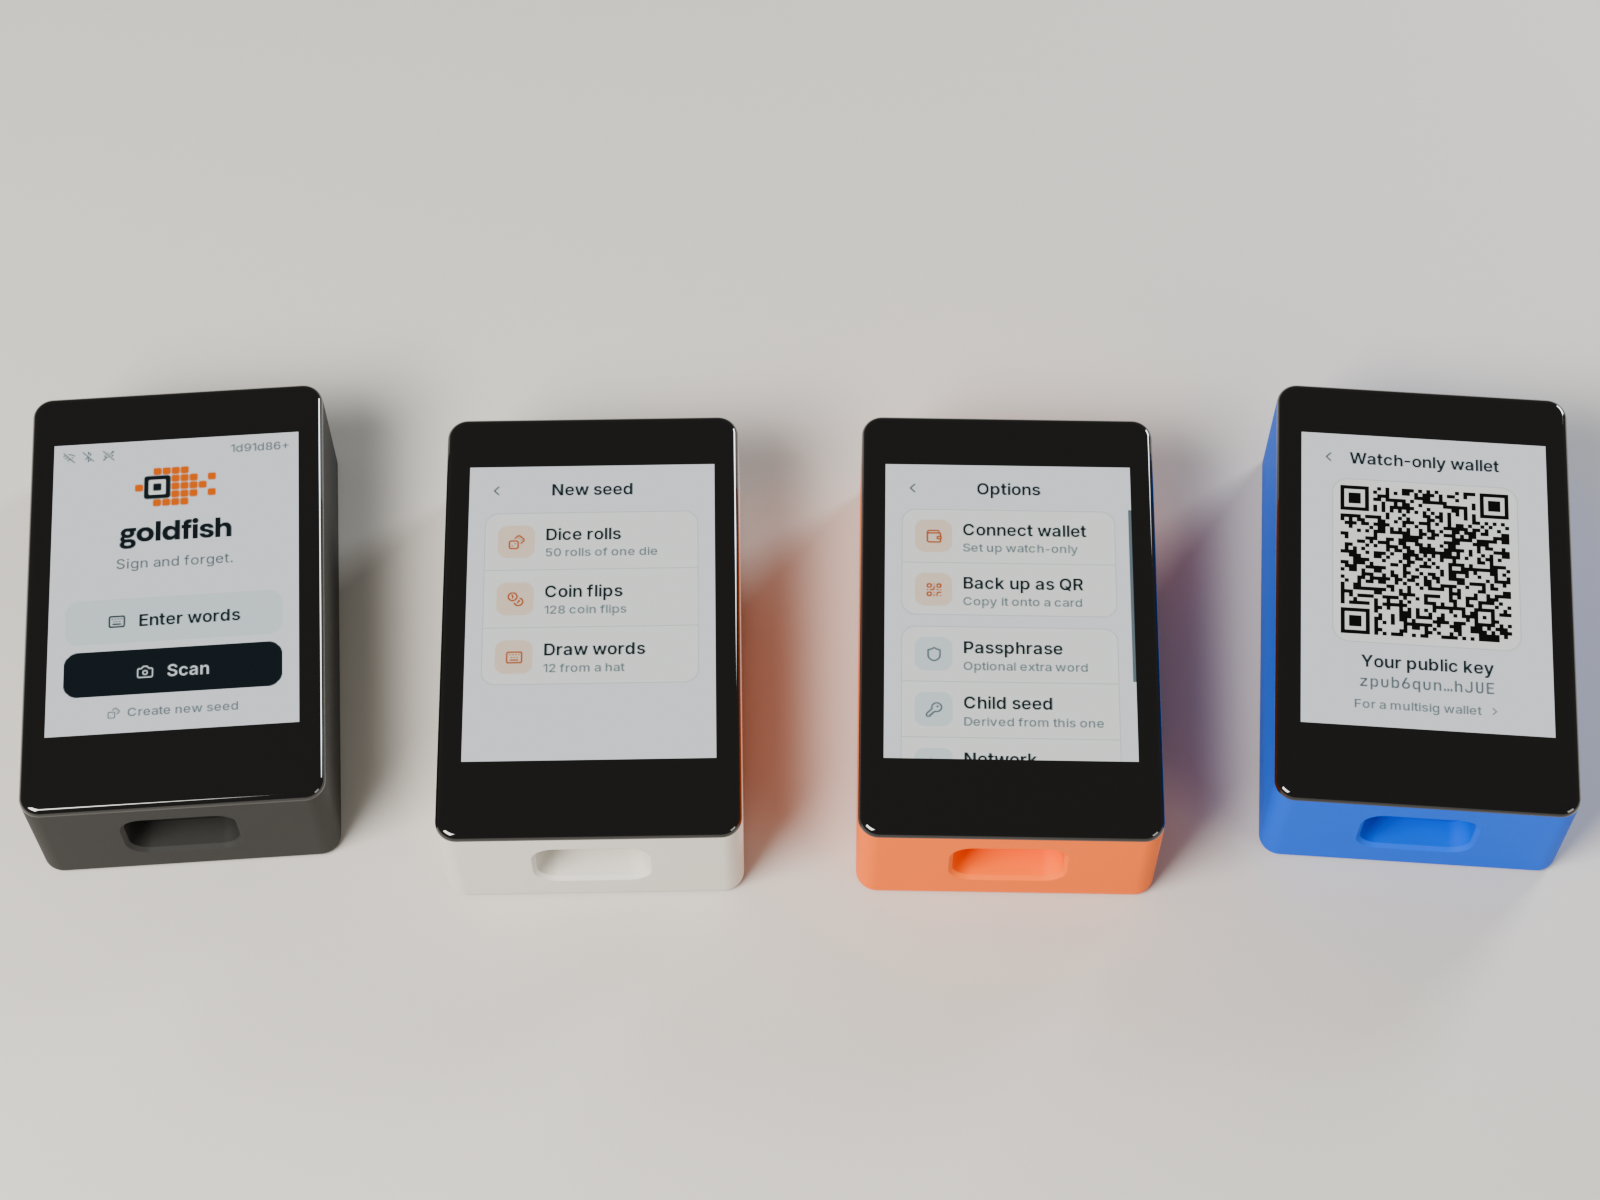 1d91d86+
goldfish
Sign and forget.
Enter words
Scan
Create new seed
New seed
Dice rolls
50 rolls of one die
Coin flips
128 coin flips
Draw words
12 from a hat
Options
Connect wallet
Set up watch-only
Back up as QR
Copy it onto a card
Passphrase
Optional extra word
Child seed
Derived from this one
Network
Watch-only wallet
Your public key
zpub6qun…hJUE
For a multisig wallet